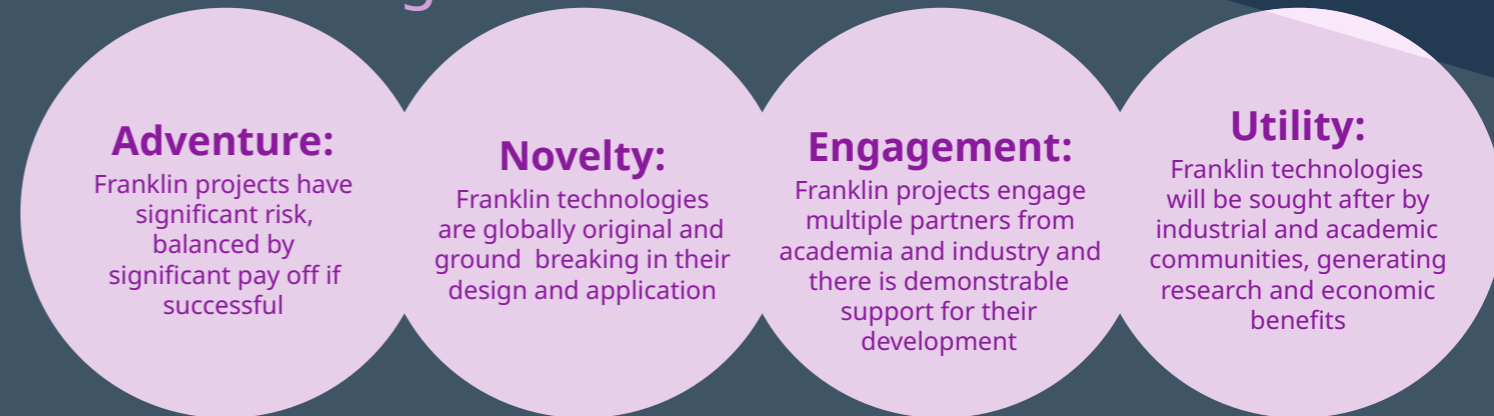 Adventure:
Franklin projects have
significant risk,
balanced by
significant pay off if
successful
Novelty:
Franklin technologies
are globally original and
ground  breaking in their
design and application
Engagement:
Franklin projects engage
multiple partners from
academia and industry and
there is demonstrable
support for their
development
Utility:
Franklin technologies
will be sought after by
industrial and academic
communities, generating
research and economic
benefits